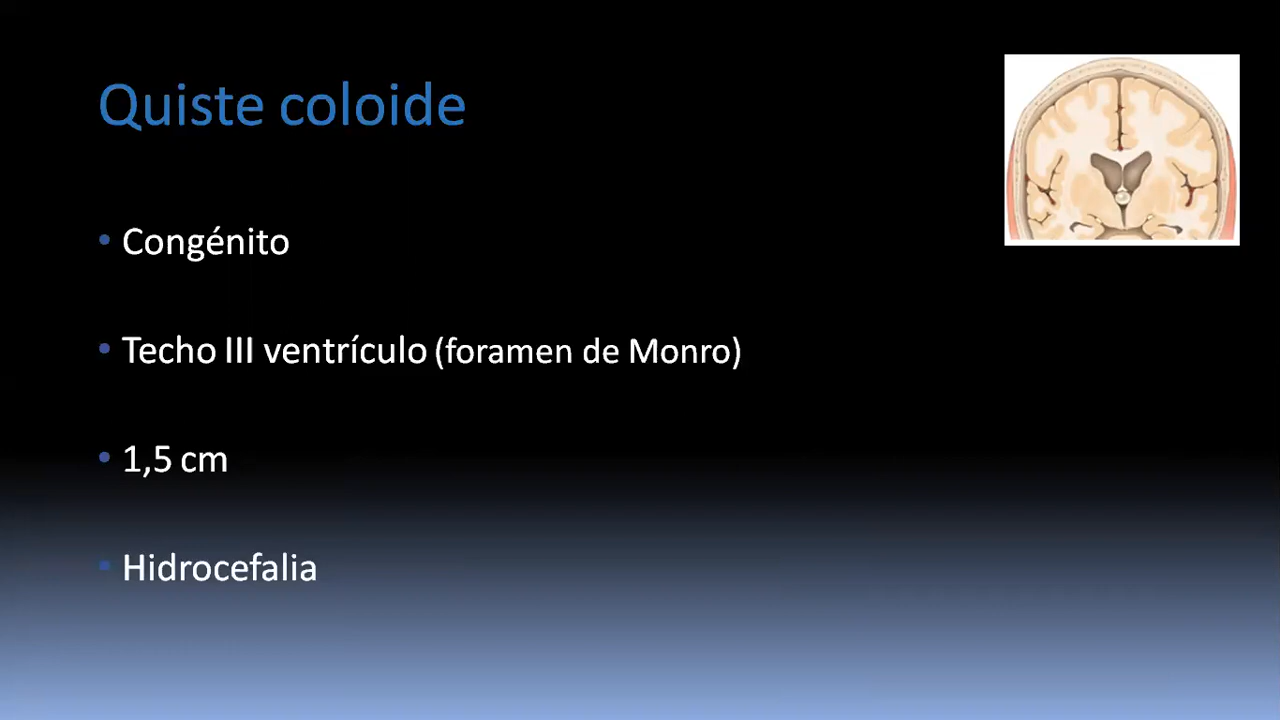 Quiste coloide
• Congénito
• Techo III ventrículo (foramen de Monro)
• 1,5 cm
• Hidrocefalia